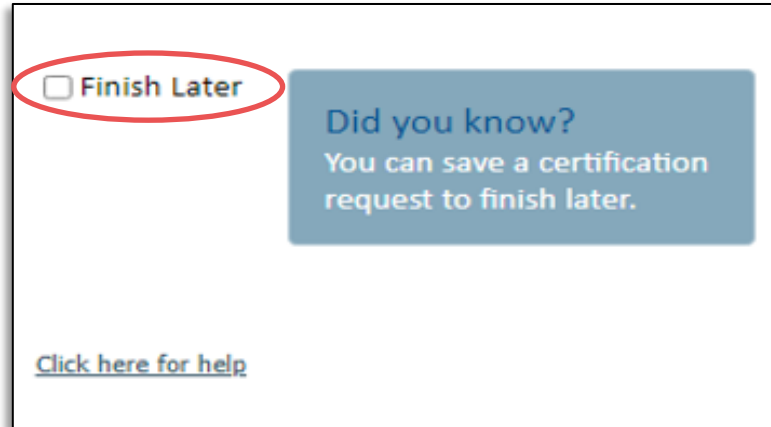 Finish Later
Did you know?
You can save a certification
request to finish later.
Click here for help